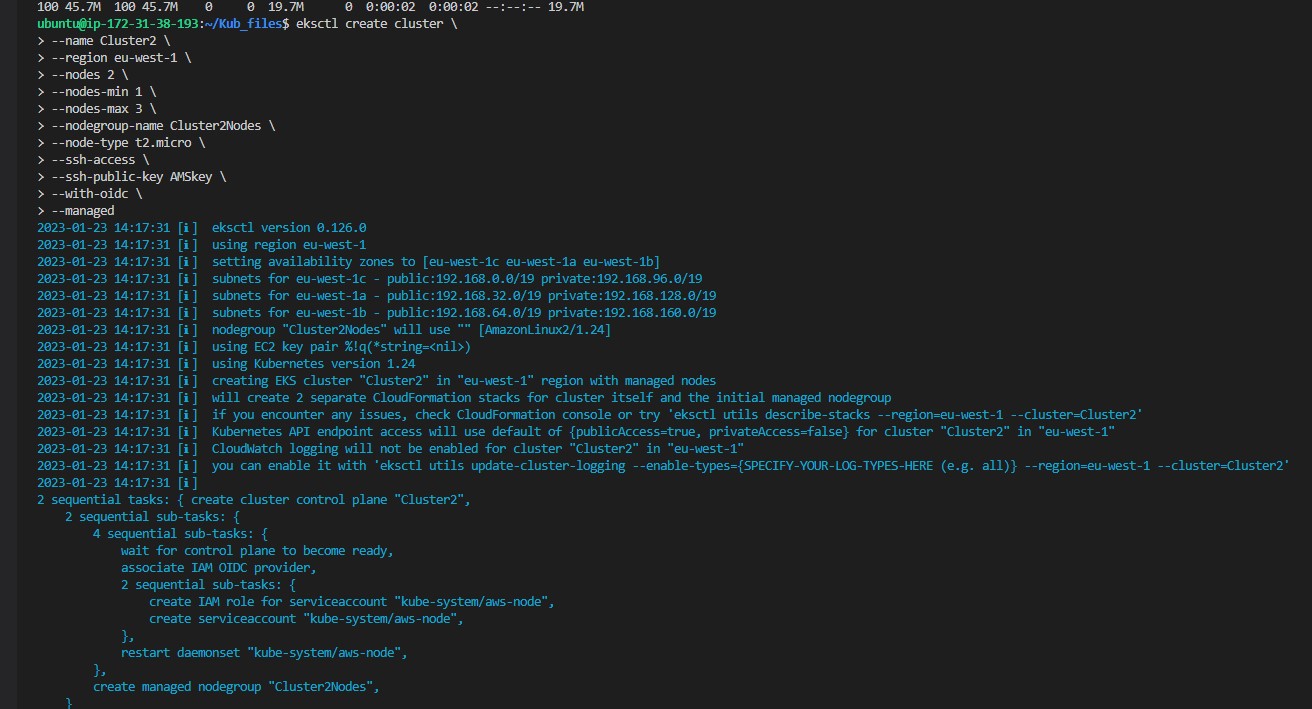 100 45.7M  100 45.7M    0     0  19.7M      0  0:00:02  0:00:02 --:--:-- 19.7M
ubuntu@ip-172-31-38-193:~/Kub_files$ eksctl create cluster \
> --name Cluster2 \
> --region eu-west-1 \
> --nodes 2 \
> --nodes-min 1 \
> --nodes-max 3 \
> --nodegroup-name Cluster2Nodes \
> --node-type t2.micro \
> --ssh-access \
> --ssh-public-key AMSkey \
> --with-oidc \
> --managed
2023-01-23 14:17:31 [ℹ]  eksctl version 0.126.0
2023-01-23 14:17:31 [ℹ]  using region eu-west-1
2023-01-23 14:17:31 [ℹ]  setting availability zones to [eu-west-1c eu-west-1a eu-west-1b]
2023-01-23 14:17:31 [ℹ]  subnets for eu-west-1c - public:192.168.0.0/19 private:192.168.96.0/19
2023-01-23 14:17:31 [ℹ]  subnets for eu-west-1a - public:192.168.32.0/19 private:192.168.128.0/19
2023-01-23 14:17:31 [ℹ]  subnets for eu-west-1b - public:192.168.64.0/19 private:192.168.160.0/19
2023-01-23 14:17:31 [ℹ]  nodegroup "Cluster2Nodes" will use "" [AmazonLinux2/1.24]
2023-01-23 14:17:31 [ℹ]  using EC2 key pair %!q(*string=<nil>)
2023-01-23 14:17:31 [ℹ]  using Kubernetes version 1.24
2023-01-23 14:17:31 [ℹ]  creating EKS cluster "Cluster2" in "eu-west-1" region with managed nodes
2023-01-23 14:17:31 [ℹ]  will create 2 separate CloudFormation stacks for cluster itself and the initial managed nodegroup
2023-01-23 14:17:31 [ℹ]  if you encounter any issues, check CloudFormation console or try 'eksctl utils describe-stacks --region=eu-west-1 --cluster=Cluster2'
2023-01-23 14:17:31 [ℹ]  Kubernetes API endpoint access will use default of {publicAccess=true, privateAccess=false} for cluster "Cluster2" in "eu-west-1"
2023-01-23 14:17:31 [ℹ]  CloudWatch logging will not be enabled for cluster "Cluster2" in "eu-west-1"
2023-01-23 14:17:31 [ℹ]  you can enable it with 'eksctl utils update-cluster-logging --enable-types={SPECIFY-YOUR-LOG-TYPES-HERE (e.g. all)} --region=eu-west-1 --cluster=Cluster2'
2023-01-23 14:17:31 [ℹ]
2 sequential tasks: { create cluster control plane "Cluster2",
    2 sequential sub-tasks: {
        4 sequential sub-tasks: {
            wait for control plane to become ready,
            associate IAM OIDC provider,
            2 sequential sub-tasks: {
                create IAM role for serviceaccount "kube-system/aws-node",
                create serviceaccount "kube-system/aws-node",
            },
            restart daemonset "kube-system/aws-node",
        },
        create managed nodegroup "Cluster2Nodes",
    }